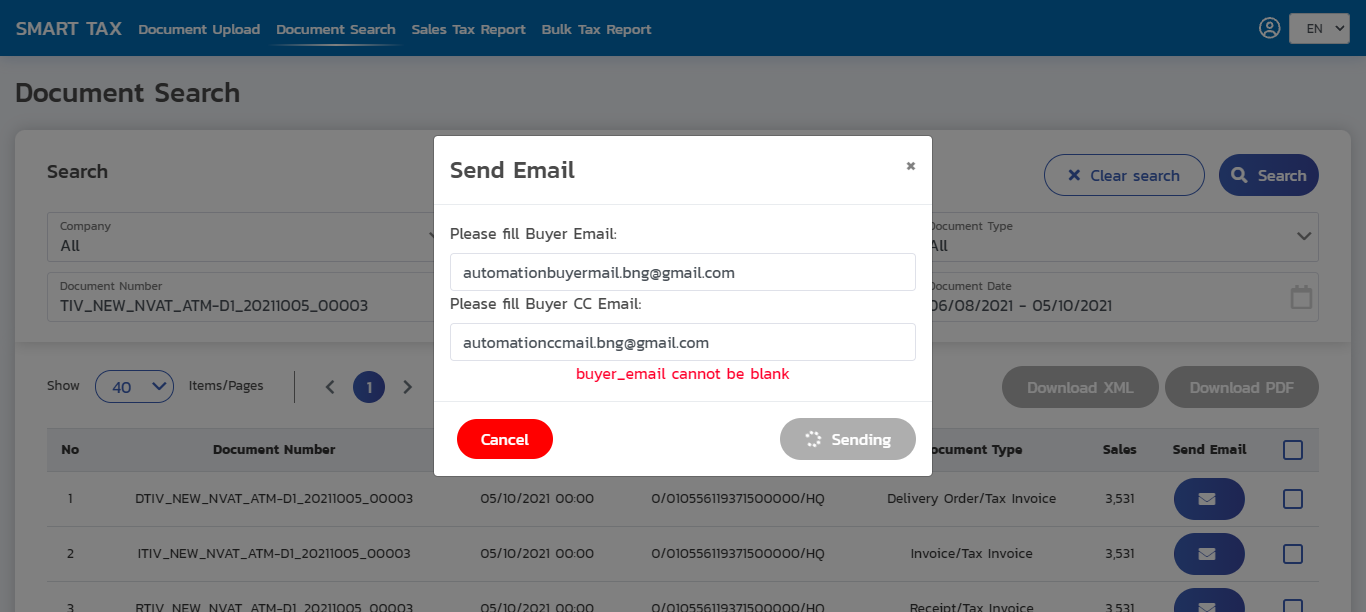 SMART TAX Document Upload Document Search Sales Tax Report Bulk Tax Report EN
Document Search
Search
Clear search Search
Company
All
Document Type
All
Document Number
TIV_NEW_NVAT_ATM-D1_20211005_00003
Document Date
06/08/2021 - 05/10/2021
Send Email ×
Please fill Buyer Email:
automationbuyermail.bng@gmail.com
Please fill Buyer CC Email:
automationccmail.bng@gmail.com
buyer_email cannot be blank
Cancel Sending
Show 40 Items/Pages 1 Download XML Download PDF
No Document Number ocument Type Sales Send Email
1 DTIV_NEW_NVAT_ATM-D1_20211005_00003 05/10/2021 00:00 0/010556119371500000/HQ Delivery Order/Tax Invoice 3,531
2 ITIV_NEW_NVAT_ATM-D1_20211005_00003 05/10/2021 00:00 0/010556119371500000/HQ Invoice/Tax Invoice 3,531
3 RTIV_NEW_NVAT_ATM-D1_20211005_00003 05/10/2021 00:00 0/010556119371500000/HQ Receipt/Tax Invoice 3,531